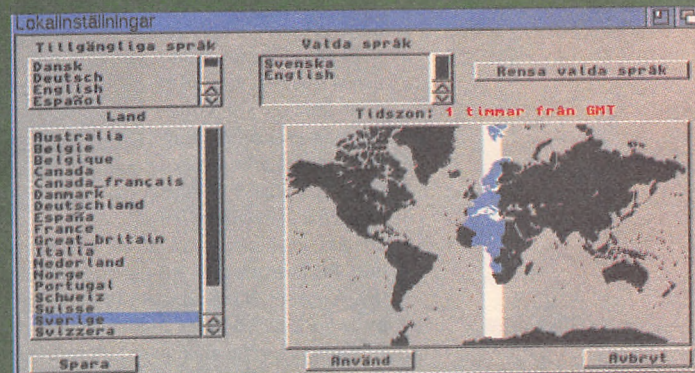 Lokalinställningar
Tillgängliga språk
Dansk
Deutsch
English
Español
Valda språk
Svenska
English
Rensa valda språk
Land
Tidszon: 1 timmar från GMT
Australia
Belgie
Belgique
Canada
Canada_français
Danmark
Deutschland
España
France
Great_britain
Italia
Nederland
Norge
Portugal
Schweiz
Suisse
Sverige
Svizzera
Spara
Använd
Avbryt